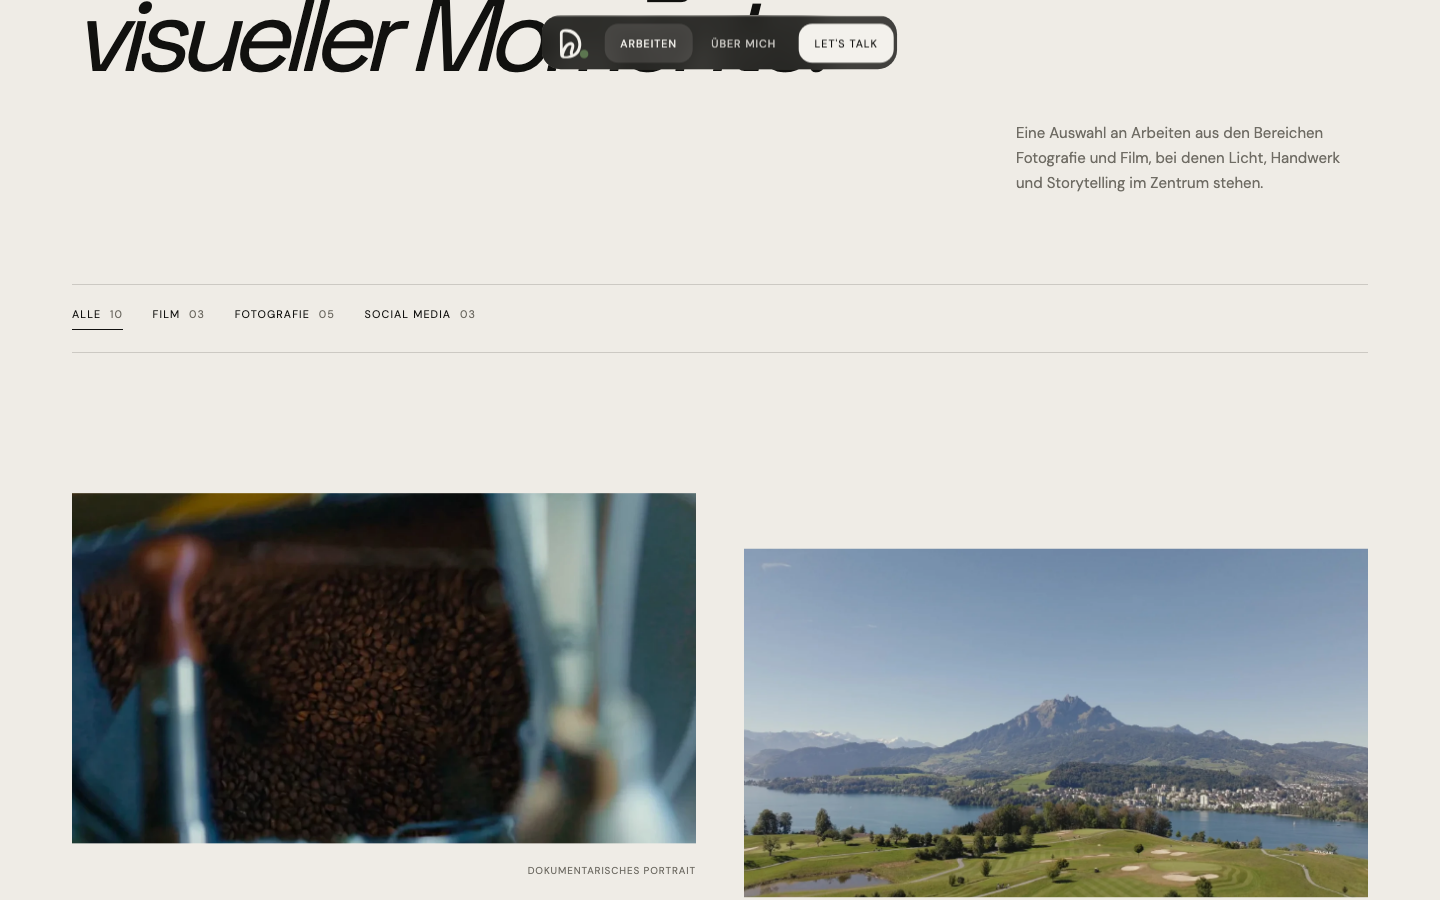 visueller Mo
ARBEITEN
ÜBER MICH
LET'S TALK
Eine Auswahl an Arbeiten aus den Bereichen
Fotografie und Film, bei denen Licht, Handwerk
und Storytelling im Zentrum stehen.
ALLE 10
FILM 03
FOTOGRAFIE 05
SOCIAL MEDIA 03
DOKUMENTARISCHES PORTRAIT